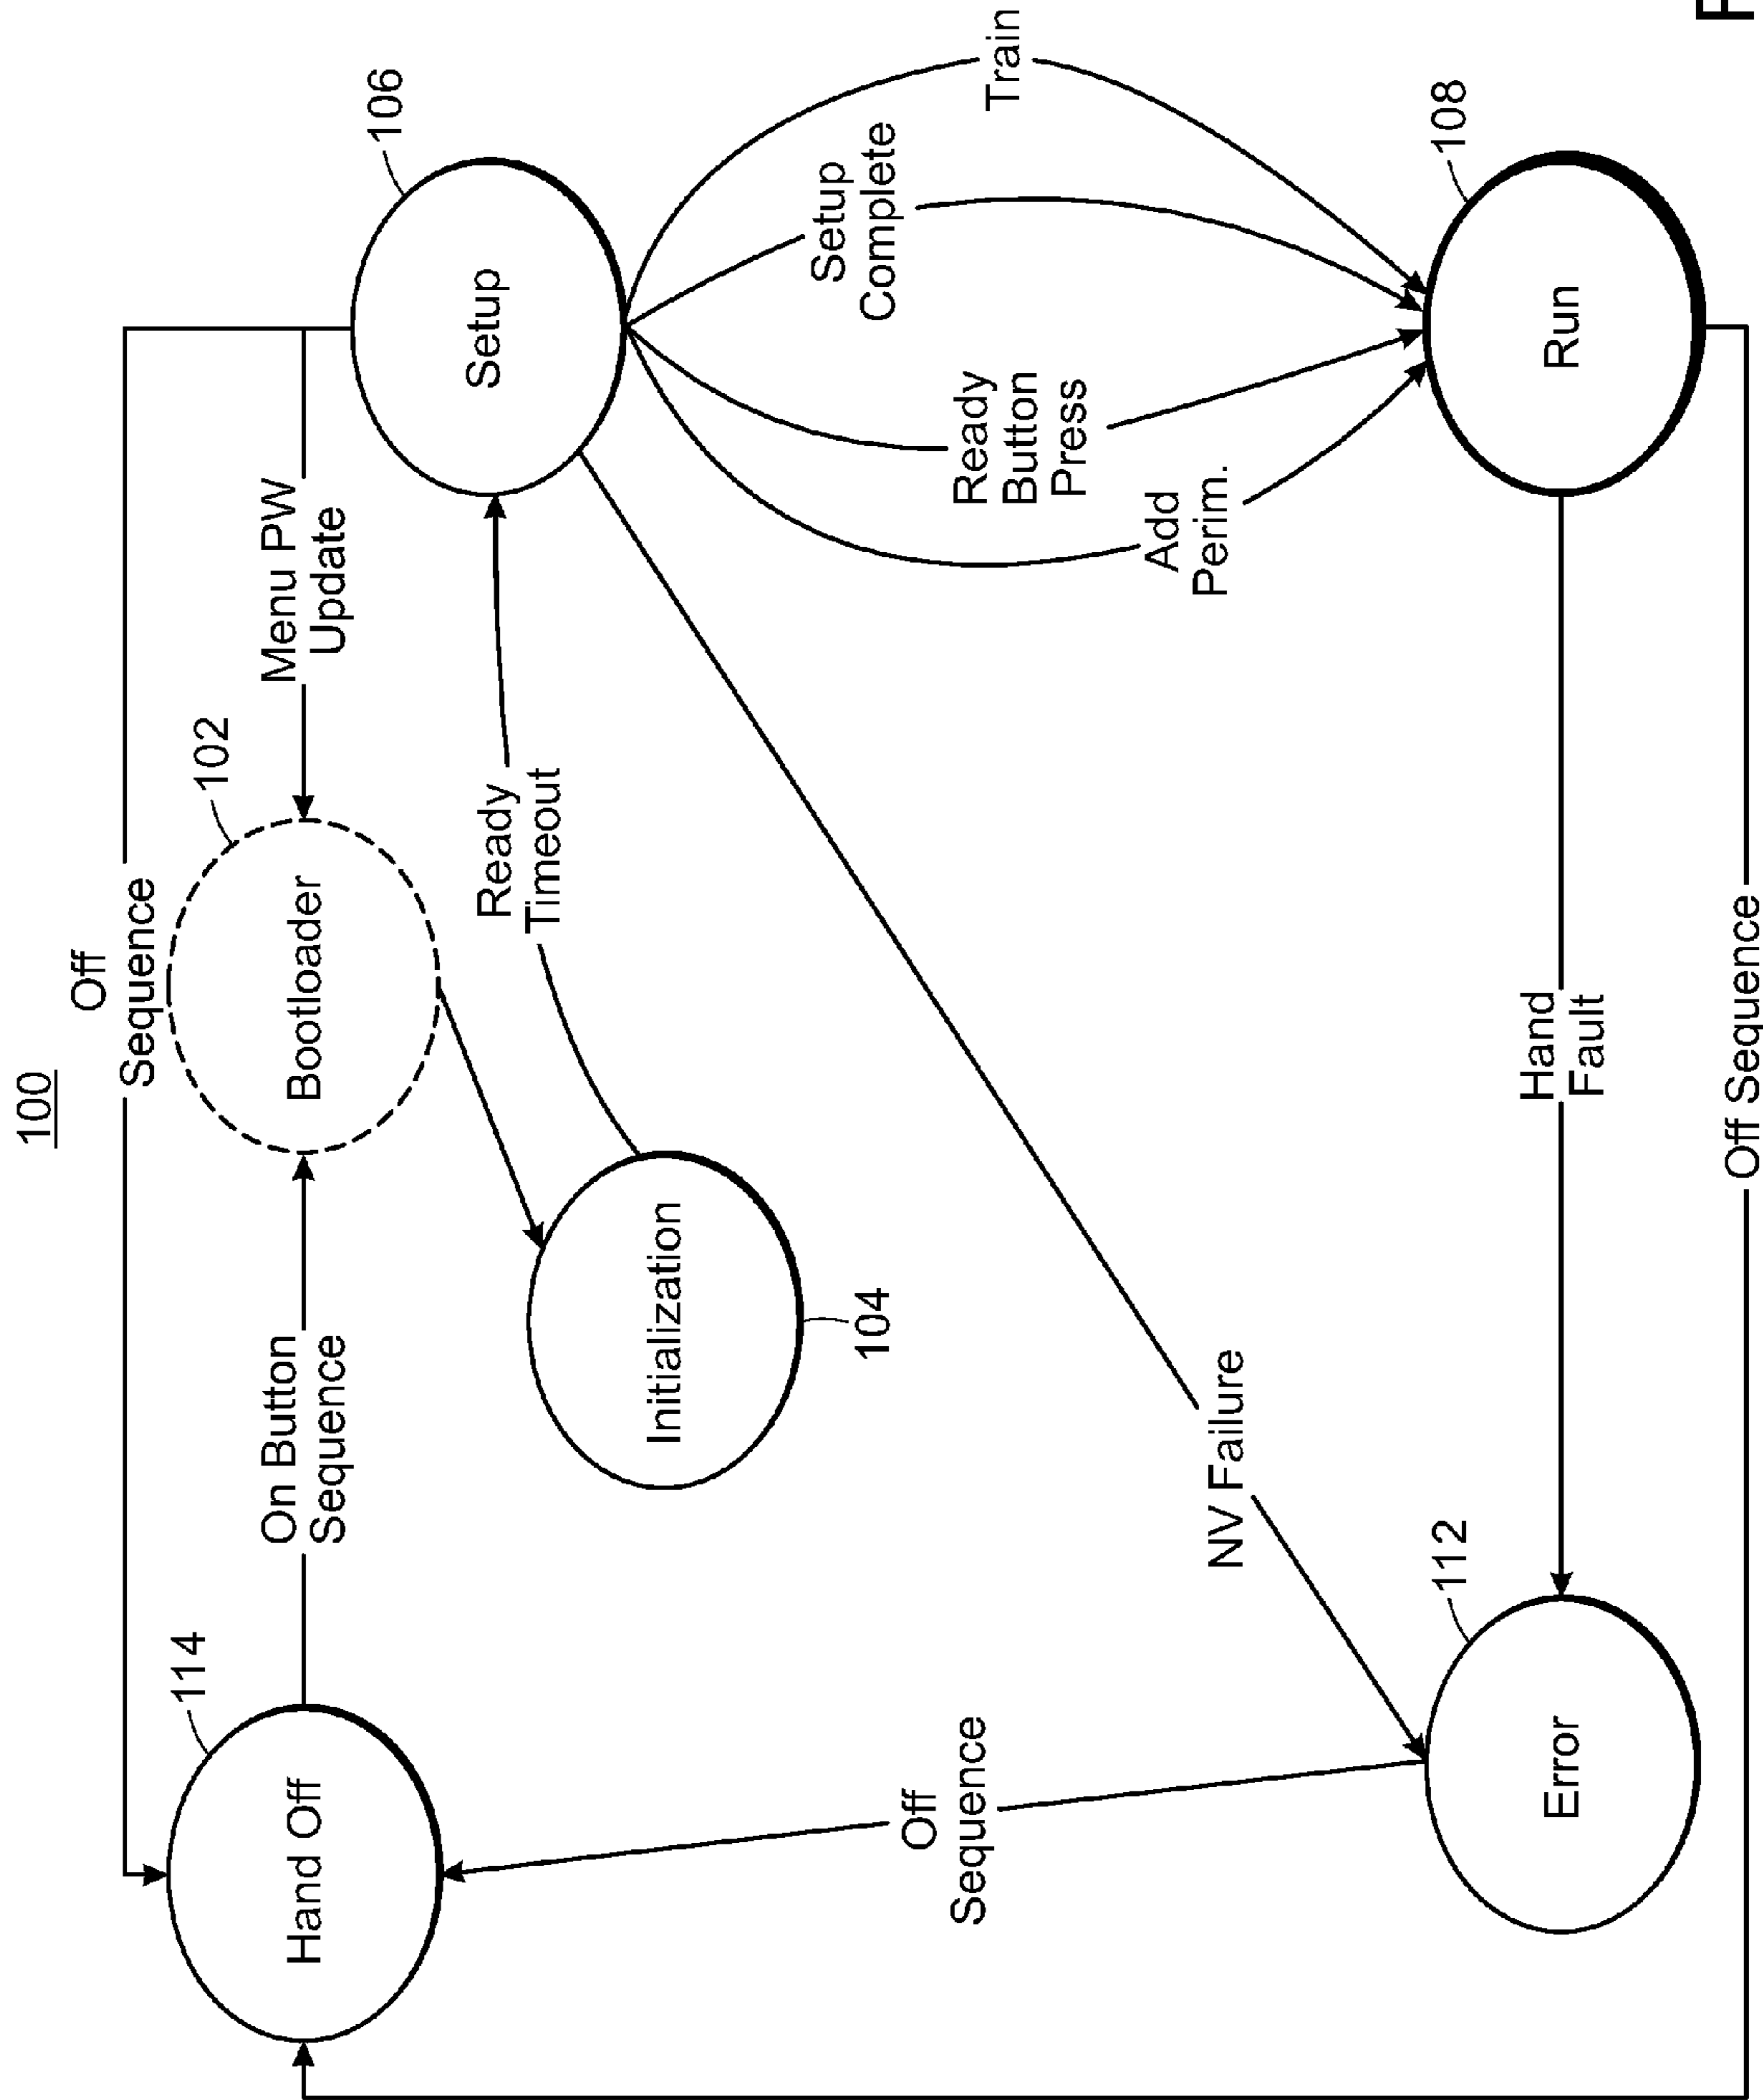 100
Off
Sequence
114
Hand Off
On Button
Sequence
102
Bootloader
Menu PW
Update
106
Setup
Ready
Timeout
Initialization
104
Train
Setup
Complete
Ready
Button
Press
Add
Perim.
NV Failure
Off
Sequence
112
Error
Hand
Fault
108
Run
Off Sequence